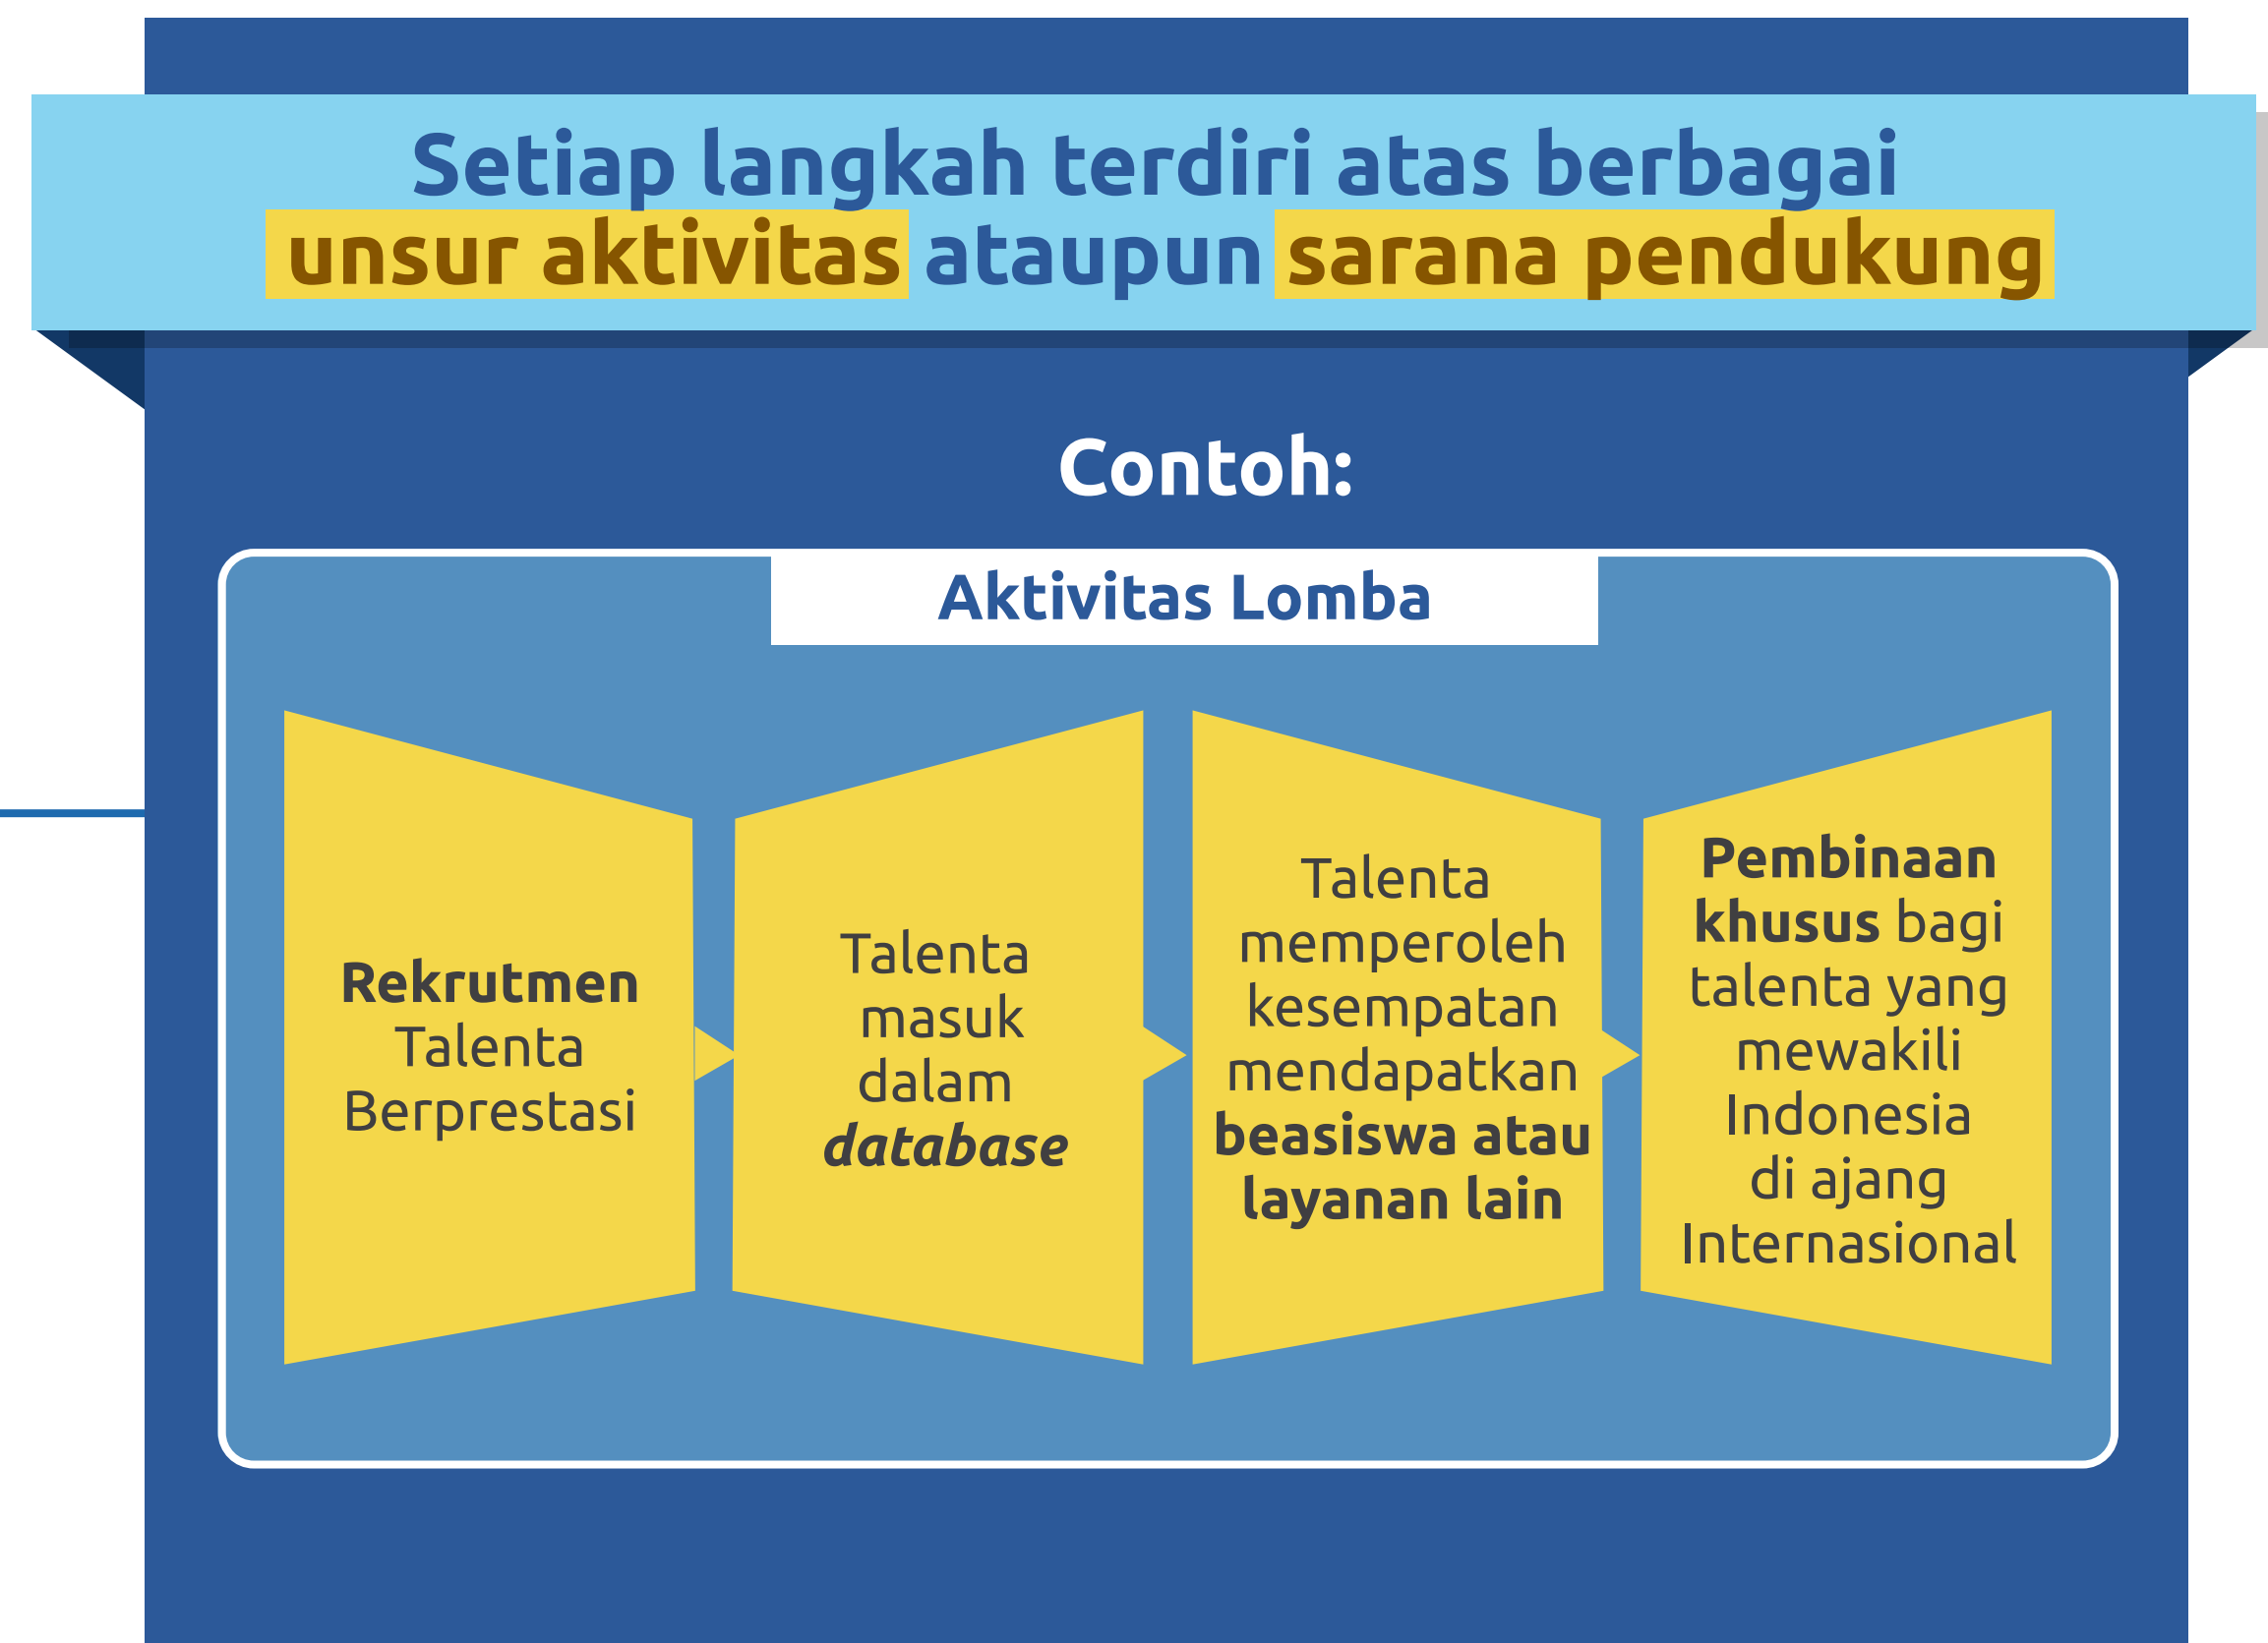 Setiap langkah terdiri atas berbagai
unsur aktivitas ataupun sarana pendukung
Contoh:
Aktivitas Lomba
Rekrutmen
Talenta
Berprestasi
Talenta
masuk
dalam
database
Talenta
memperoleh
kesempatan
mendapatkan
beasiswa atau
layanan lain
Pembinaan
khusus bagi
talenta yang
mewakili
Indonesia
di ajang
Internasional